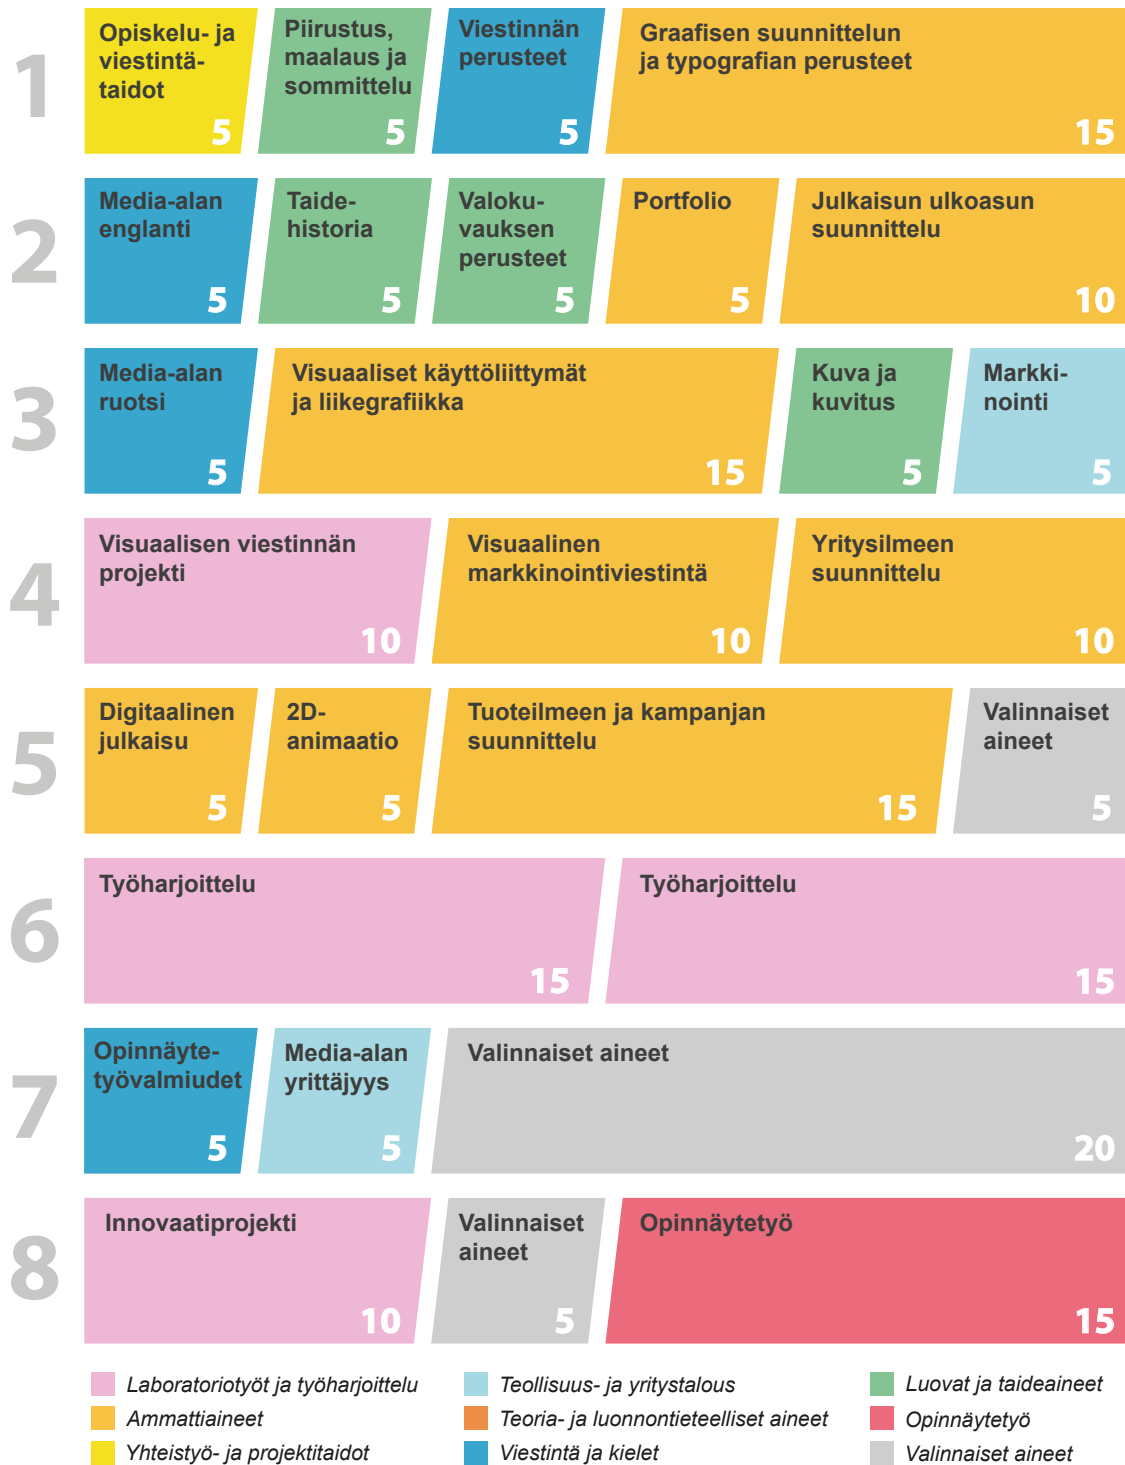 1
Opiskelu- ja
viestintä-
taidot
5
Piirustus,
maalaus ja
sommittelu
5
Viestinnän
perusteet
5
Graafisen suunnittelun
ja typografian perusteet
15
2
Media-alan
englanti
5
Taide-
historia
5
Valoku-
vauksen
perusteet
5
Portfolio
5
Julkaisun ulkoasun
suunnittelu
10
3
Media-alan
ruotsi
5
Visuaaliset käyttöliittymät
ja liikegrafiikka
15
Kuva ja
kuvitus
5
Markki-
nointi
5
4
Visuaalisen viestinnän
projekti
10
Visuaalinen
markkinointiviestintä
10
Yritysilmeen
suunnittelu
10
5
Digitaalinen
julkaisu
5
2D-
animaatio
5
Tuoteilmeen ja kampanjan
suunnittelu
15
Valinnaiset
aineet
5
6
Työharjoittelu
15
Työharjoittelu
15
7
Opinnäyte-
työvalmiudet
5
Media-alan
yrittäjyys
5
Valinnaiset aineet
20
8
Innovaatiprojekti
10
Valinnaiset
aineet
5
Opinnäytetyö
15
Laboratoriotyöt ja työharjoittelu
Ammattiaineet
Yhteistyö- ja projektitaidot
Teollisuus- ja yritystalous
Teoria- ja luonnontieteelliset aineet
Viestintä ja kielet
Luovat ja taideaineet
Opinnäytetyö
Valinnaiset aineet